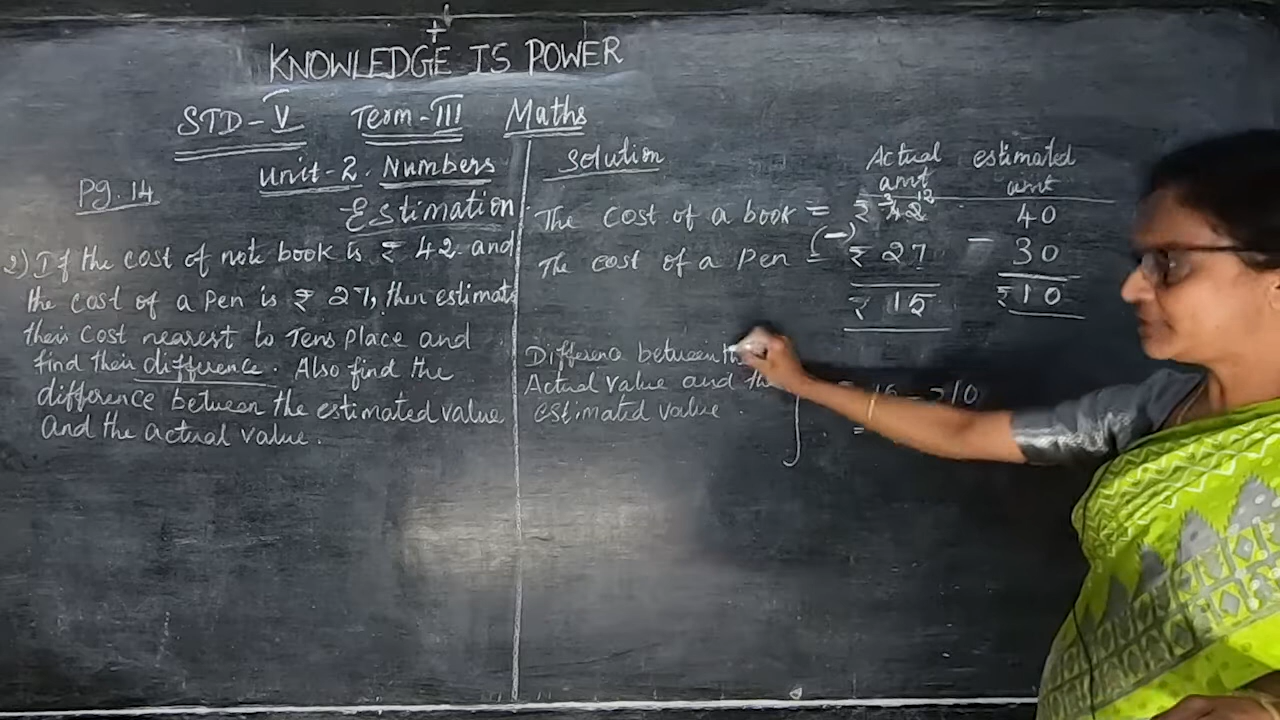 KNOWLEDGE IS POWER
STD-V Term-III Maths
Pg. 14
Unit-2. Numbers
Estimation.
2) If the cost of note book is ₹ 42 and
the cost of a pen is ₹ 27, then estimate
their cost nearest to Tens place and
find their difference. Also find the
difference between the estimated value
and the actual value.
Solution
Actual estimated
amt amt
3 12
The cost of a book = ₹ 42 40
The cost of a pen = (-) ₹ 27 - 30
₹ 15 ₹10
Difference between
Actual value and the
estimated value.